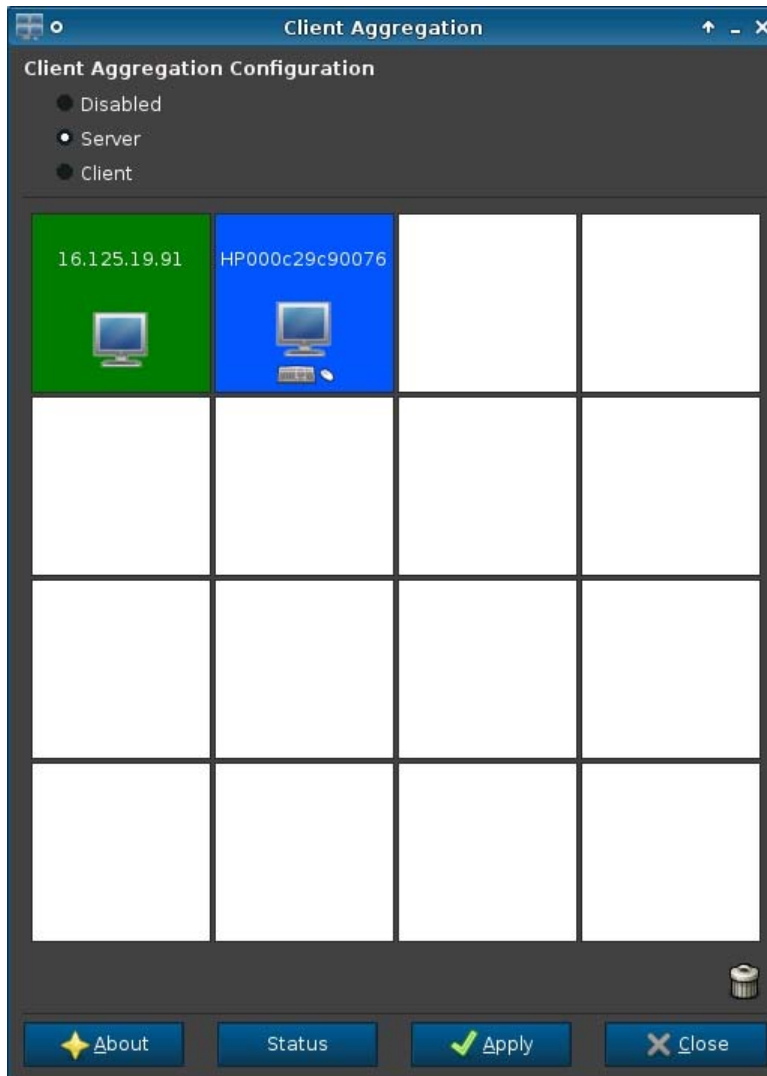 Client Aggregation
Client Aggregation Configuration
Disabled
Server
Client
16.125.19.91
HP000c29c90076
About
Status
Apply
Close